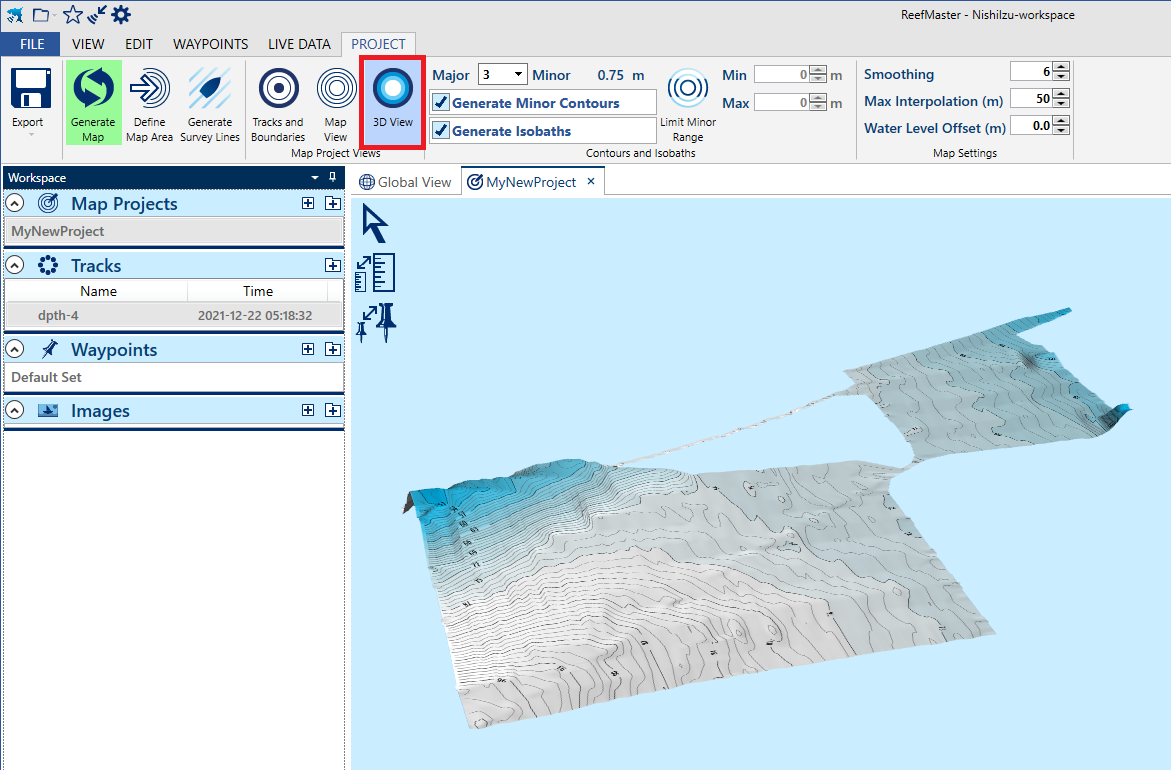 ReefMaster - Nishilzu-workspace
FILE VIEW EDIT WAYPOINTS LIVE DATA PROJECT
Export
Generate Map
Define Map Area
Generate Survey Lines
Tracks and Boundaries
Map View
3D View
Map Project Views
Major 3 Minor 0.75 m
Generate Minor Contours
Generate Isobaths
Limit Minor Range
Min 0 m
Max 0 m
Contours and Isobaths
Smoothing 6
Max Interpolation (m) 50
Water Level Offset (m) 0.0
Map Settings
Workspace
Map Projects
MyNewProject
Tracks
Name Time
dpth-4 2021-12-22 05:18:32
Waypoints
Default Set
Images
Global View MyNewProject